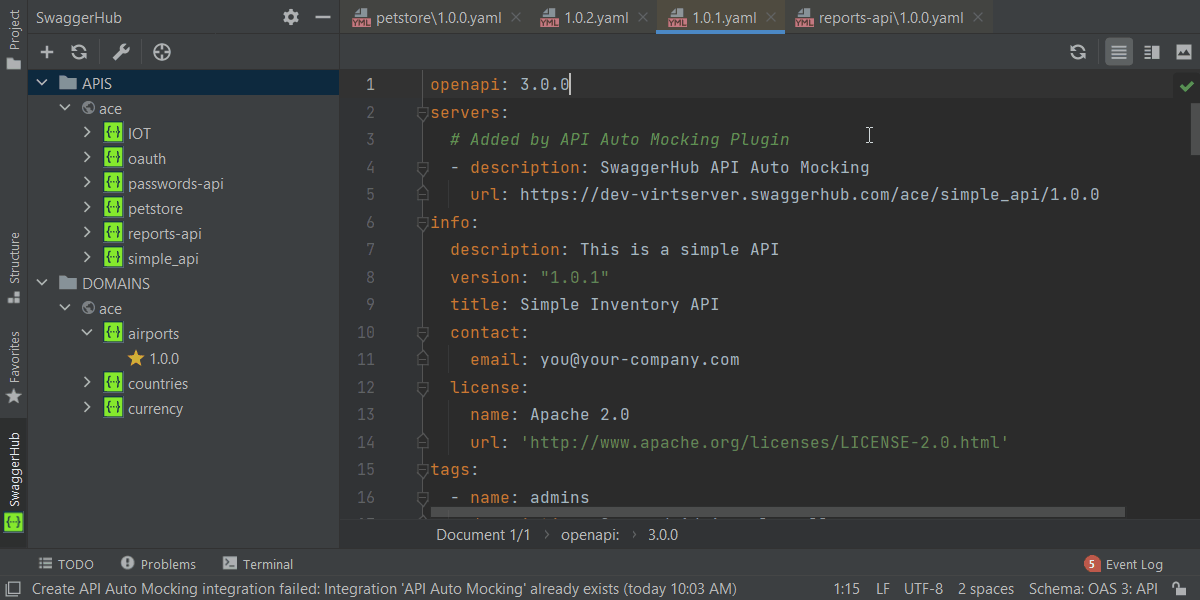 SwaggerHub
petstore\1.0.0.yaml
1.0.2.yaml
1.0.1.yaml
reports-api\1.0.0.yaml
Project
Structure
Favorites
SwaggerHub
APIS
ace
IOT
oauth
passwords-api
petstore
reports-api
simple_api
DOMAINS
ace
airports
1.0.0
countries
currency
1 openapi: 3.0.0
2 servers:
3 # Added by API Auto Mocking Plugin
4 - description: SwaggerHub API Auto Mocking
5 url: https://dev-virtserver.swaggerhub.com/ace/simple_api/1.0.0
6 info:
7 description: This is a simple API
8 version: "1.0.1"
9 title: Simple Inventory API
10 contact:
11 email: you@your-company.com
12 license:
13 name: Apache 2.0
14 url: 'http://www.apache.org/licenses/LICENSE-2.0.html'
15 tags:
16 - name: admins
Document 1/1 › openapi: › 3.0.0
TODO
Problems
Terminal
5 Event Log
Create API Auto Mocking integration failed: Integration 'API Auto Mocking' already exists (today 10:03 AM)
1:15 LF UTF-8 2 spaces Schema: OAS 3: API